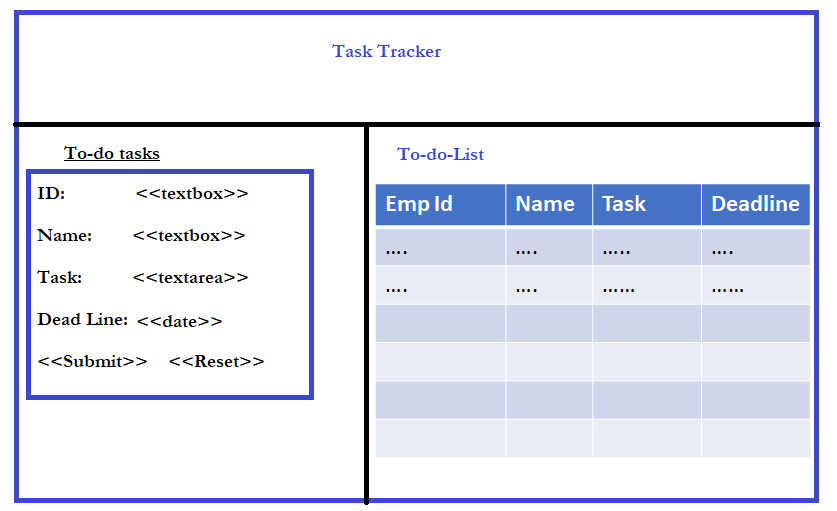 Task Tracker
To-do tasks
ID: <<textbox>>
Name: <<textbox>>
Task: <<textarea>>
Dead Line: <<date>>
<<Submit>> <<Reset>>
To-do-List
Emp Id Name Task Deadline
.... .... ..... ....
.... .... ...... ......